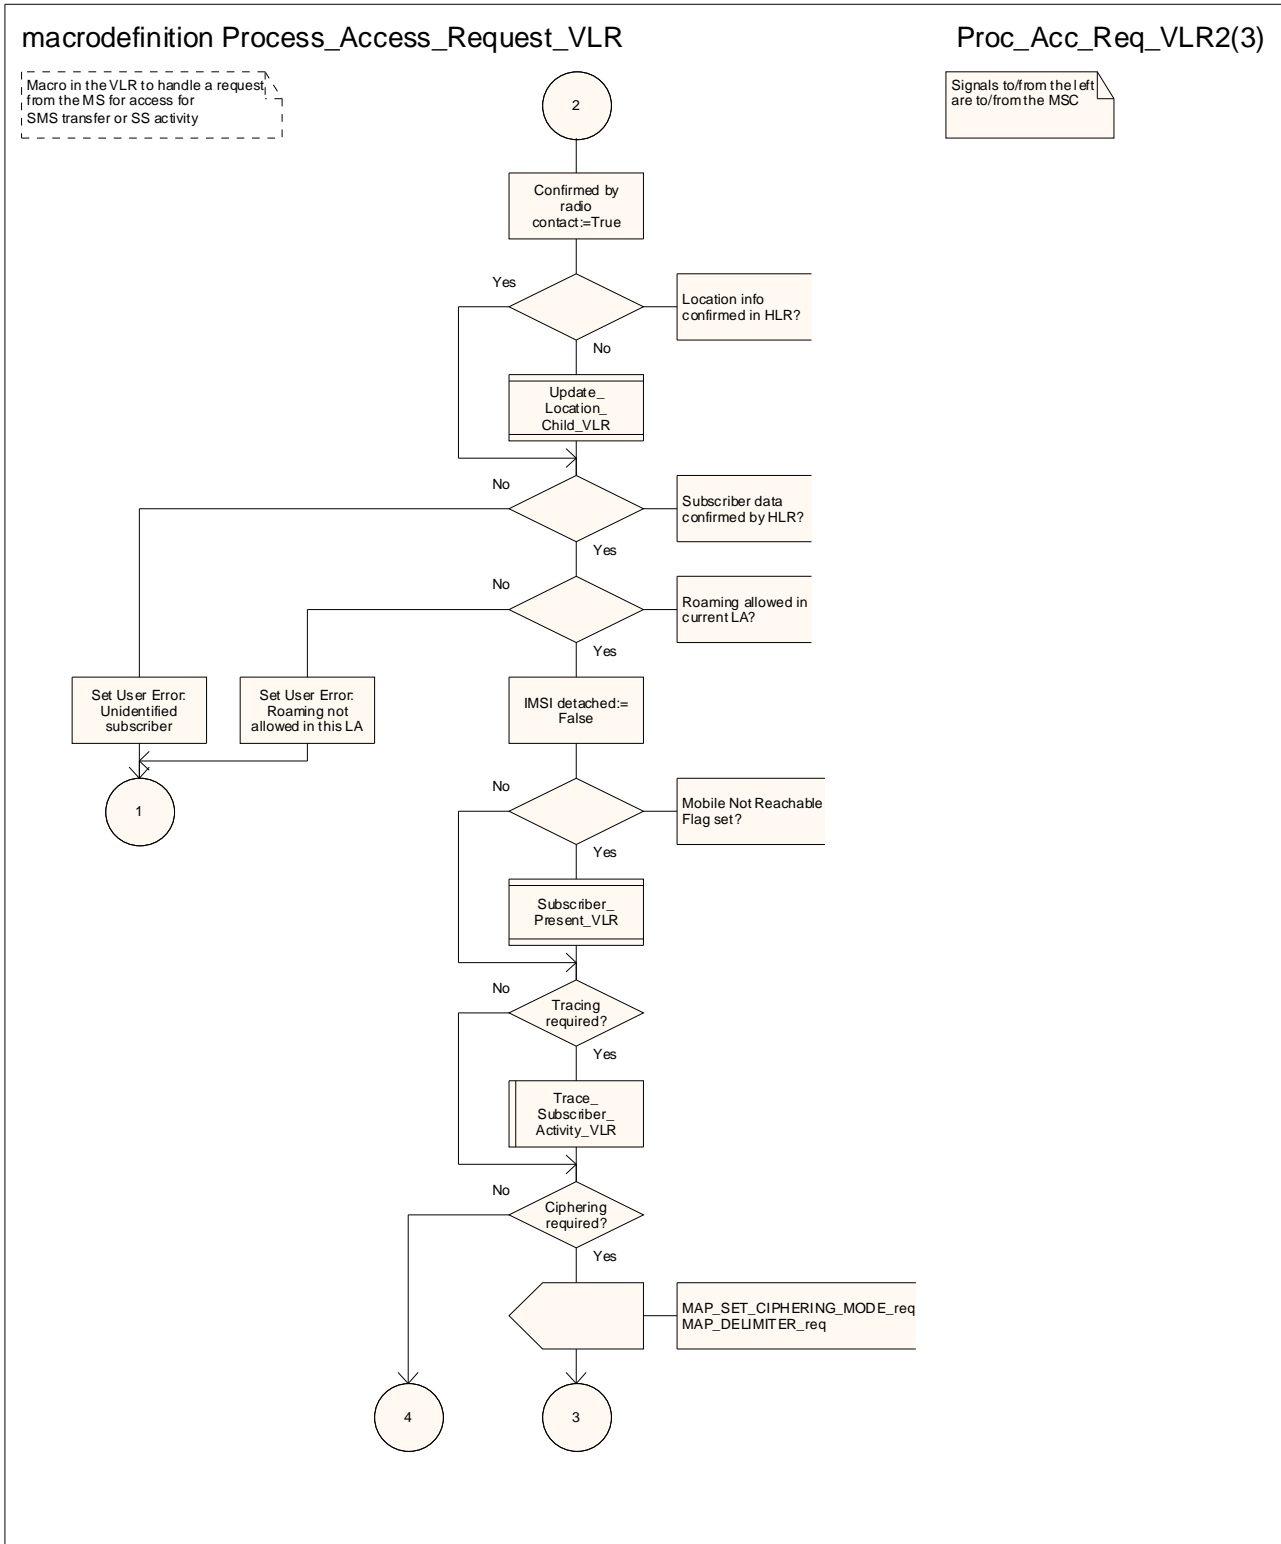 macrodefinition Process_Access_Request_VLR
Proc_Acc_Req_VLR2(3)
Macro in the VLR to handle a request
from the MS for access for
SMS transfer or SS activity
Signals to/from the left
are to/from the MSC
2
Confirmed by
radio
contact:=True
Yes
Location info
confirmed in HLR?
No
Update_
Location_
Child_VLR
No
Subscriber data
confirmed by HLR?
Yes
No
Roaming allowed in
current LA?
Yes
Set User Error:
Unidentified
subscriber
Set User Error:
Roaming not
allowed in this LA
IMSI detached:=
False
1
No
Mobile Not Reachable
Flag set?
Yes
Subscriber_
Present_VLR
No
Tracing
required?
Yes
Trace_
Subscriber_
Activity_VLR
No
Ciphering
required?
Yes
MAP_SET_CIPHERING_MODE_req
MAP_DELIMITER_req
4
3